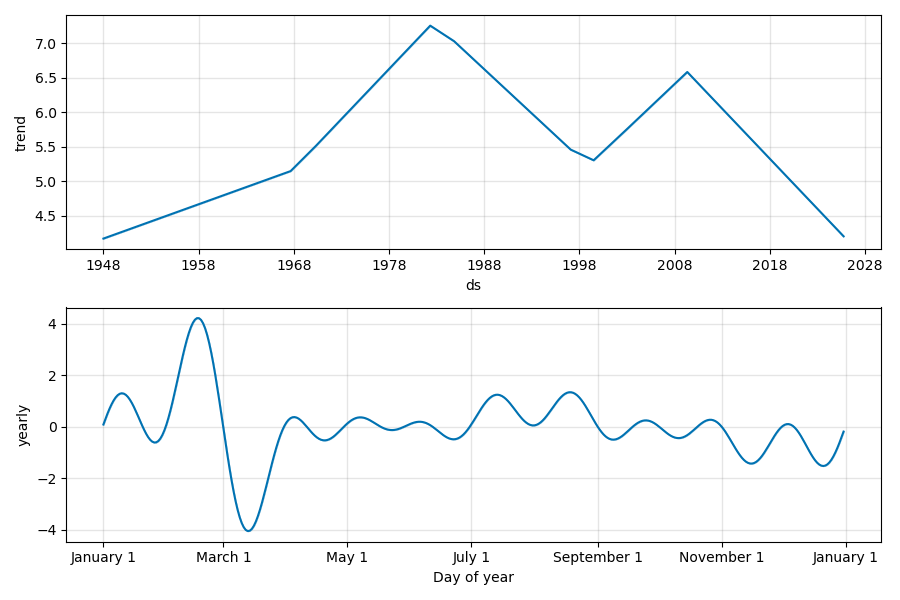 7.0
6.5
6.0
5.5
5.0
4.5
trend
1948 1958 1968 1978 1988 1998 2008 2018 2028
ds
4
2
0
−2
−4
yearly
January 1 March 1 May 1 July 1 September 1 November 1 January 1
Day of year